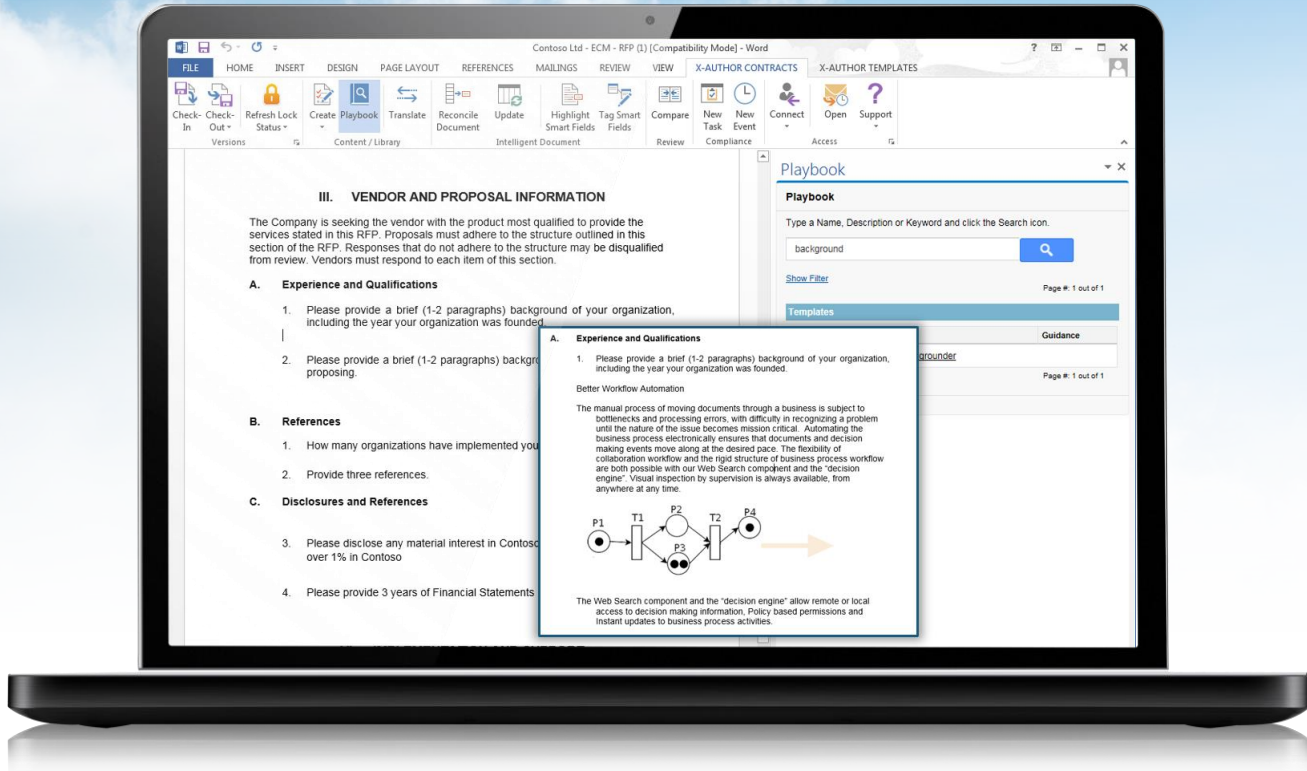 Contoso Ltd - ECM - RFP (1) [Compatibility Mode] - Word
FILE HOME INSERT DESIGN PAGE LAYOUT REFERENCES MAILINGS REVIEW VIEW X-AUTHOR CONTRACTS X-AUTHOR TEMPLATES
Check-In
Check-Out
Refresh Lock Status
Create
Playbook
Translate
Reconcile Document
Update
Highlight Smart Fields
Tag Smart Fields
Compare
New Task
New Event
Connect
Open
Support
Versions
Content / Library
Intelligent Document
Review
Compliance
Access
III. VENDOR AND PROPOSAL INFORMATION
The Company is seeking the vendor with the product most qualified to provide the
services stated in this RFP. Proposals must adhere to the structure outlined in this
section of the RFP. Responses that do not adhere to the structure may be disqualified
from review. Vendors must respond to each item of this section.
A. Experience and Qualifications
1. Please provide a brief (1-2 paragraphs) background of your organization,
including the year your organization was founded.
2. Please provide a brief (1-2 paragraphs)
proposing.
B. References
1. How many organizations have implemented
2. Provide three references.
C. Disclosures and References
3. Please disclose any material interest in
over 1% in Contoso
4. Please provide 3 years of Financial Statements
Playbook
Playbook
Type a Name, Description or Keyword and click the Search icon.
background
Show Filter
Page #: 1 out of 1
Templates
Guidance
Page #: 1 out of 1
A. Experience and Qualifications
1. Please provide a brief (1-2 paragraphs) background of your organization,
including the year your organization was founded.
Better Workflow Automation
The manual process of moving documents through a business is subject to
bottlenecks and processing errors, with difficulty in recognizing a problem
until the nature of the issue becomes mission critical. Automating the
business process electronically ensures that documents and decision
making events move along at the desired pace. The flexibility of
collaboration workflow and the rigid structure of business process workflow
are both possible with our Web Search component and the "decision
engine". Visual inspection by supervision is always available, from
anywhere at any time.
P1 T1 P2 T2 P4
P3
The Web Search component and the "decision engine" allow remote or local
access to decision making information, Policy based permissions and
Instant updates to business process activities.